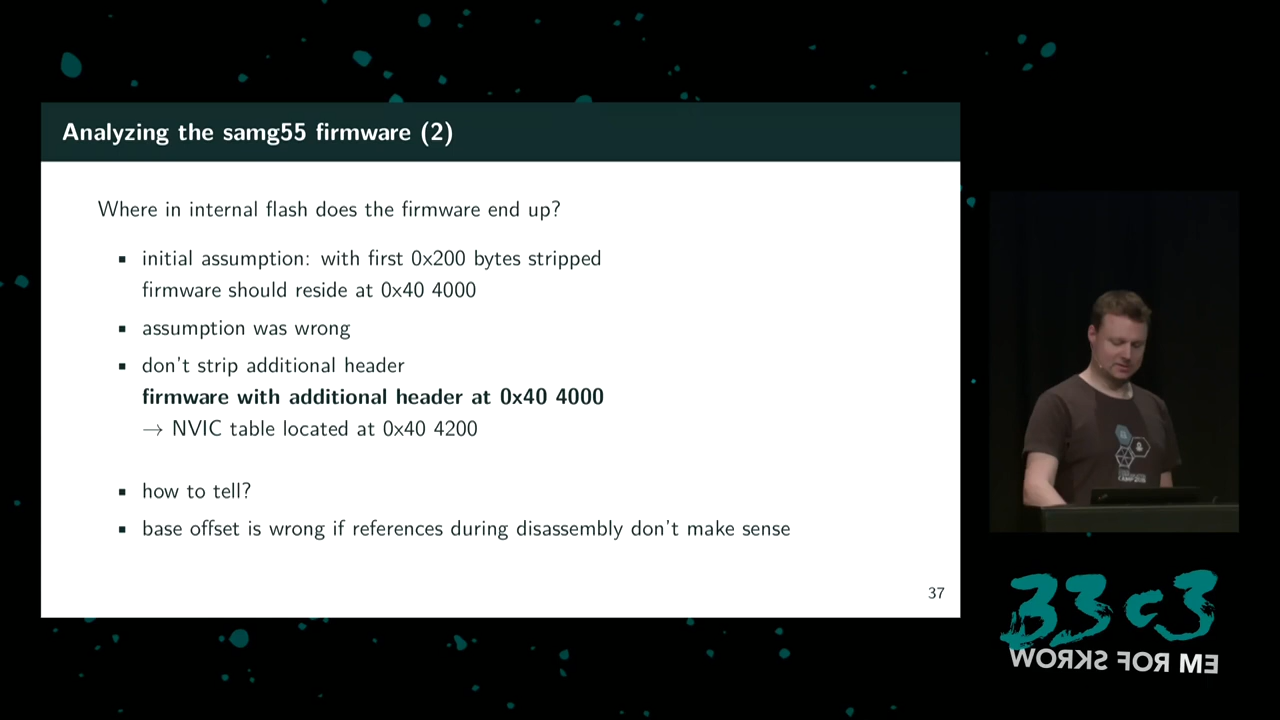 Analyzing the samg55 firmware (2)
Where in internal flash does the firmware end up?
▪ initial assumption: with first 0x200 bytes stripped
firmware should reside at 0x40 4000
▪ assumption was wrong
▪ don't strip additional header
firmware with additional header at 0x40 4000
→ NVIC table located at 0x40 4200
▪ how to tell?
▪ base offset is wrong if references during disassembly don't make sense
37
33c3
WORKS FOR ME